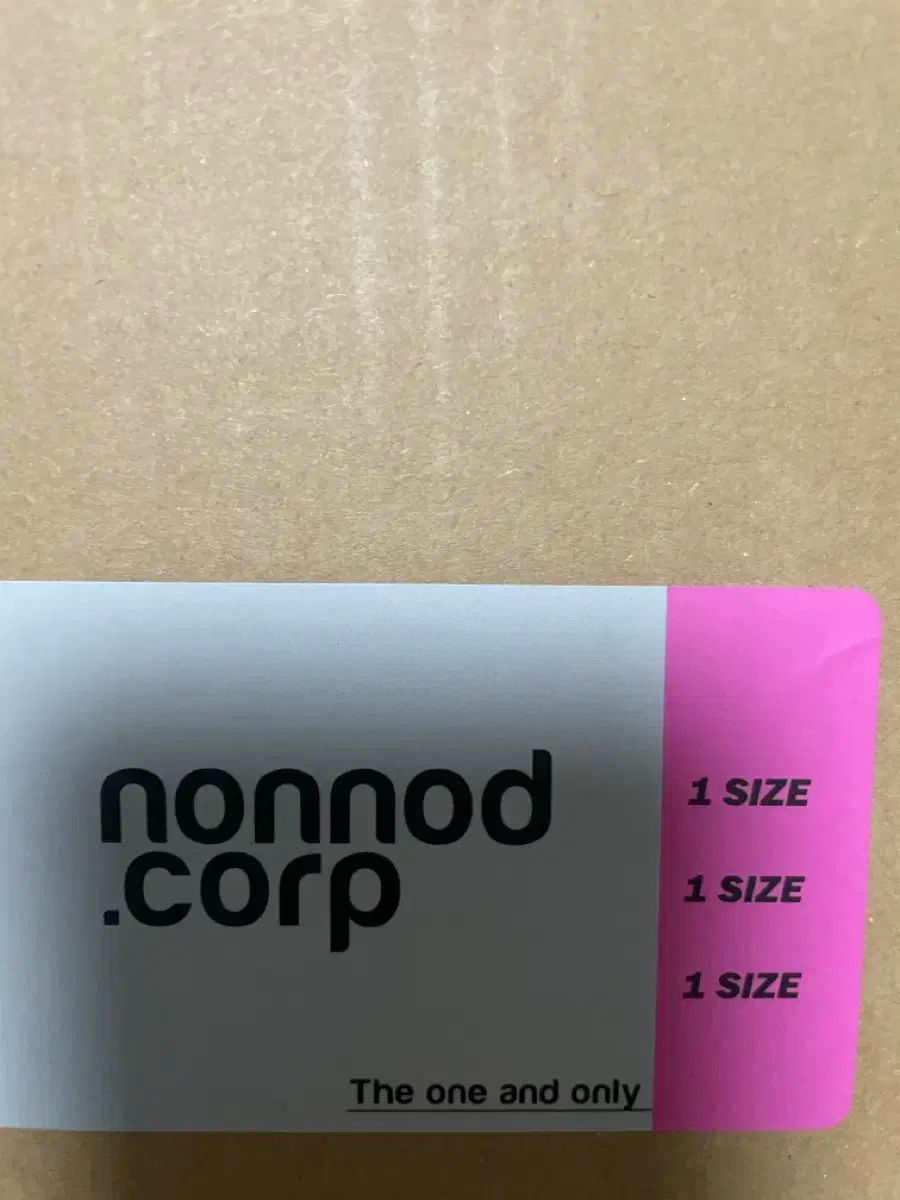 nonnod
.corp
The one and only
1 SIZE
1 SIZE
1 SIZE